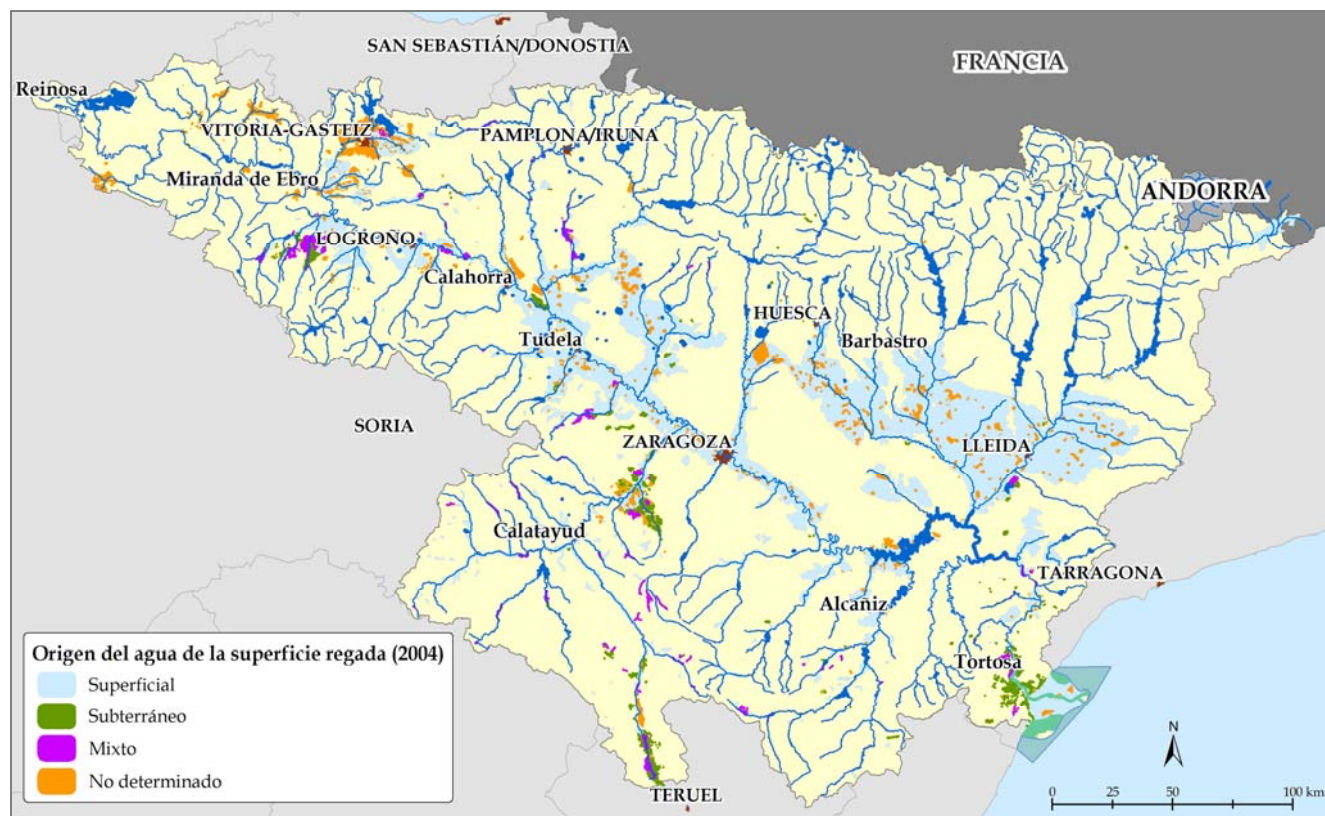 SAN SEBASTIÁN/DONOSTIA
FRANCIA
Reinosa
VITORIA-GASTEIZ
PAMPLONA/IRUNA
Miranda de Ebro
ANDORRA
LOGROÑO
Calahorra
HUESCA
Tudela
Barbastro
SORIA
ZARAGOZA
LLEIDA
Calatayud
TARRAGONA
Alcañiz
Tortosa
TERUEL
Origen del agua de la superficie regada (2004)
Superficial
Subterráneo
Mixto
No determinado
N
0 25 50 100 km